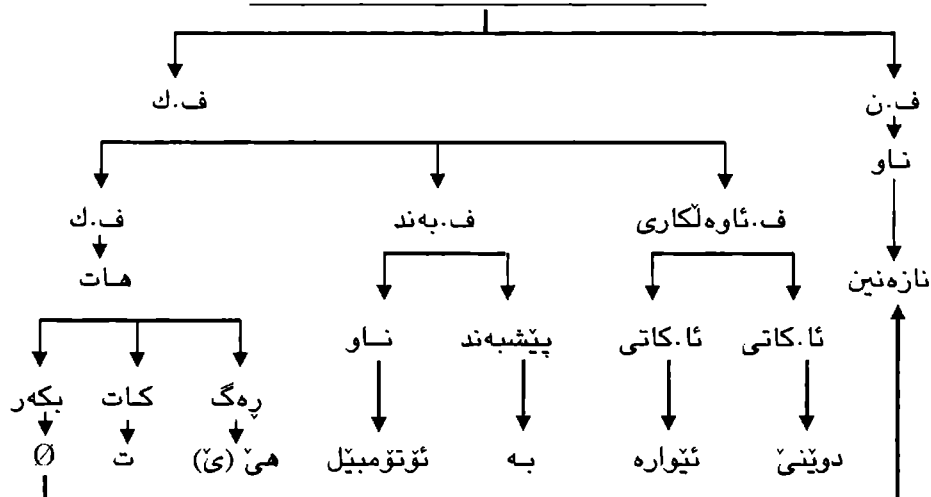 ف.ن ف.ك
ناو
ف.ئاوەڵکاری ف.بەند ف.ك
هات
نازەنین
ئا.کاتی ئا.کاتی پێشبەند ناو
ڕەگ کات بکەر
دوێنێ ئێوارە بە ئۆتۆمبێل هێ (ێ) ت Ø